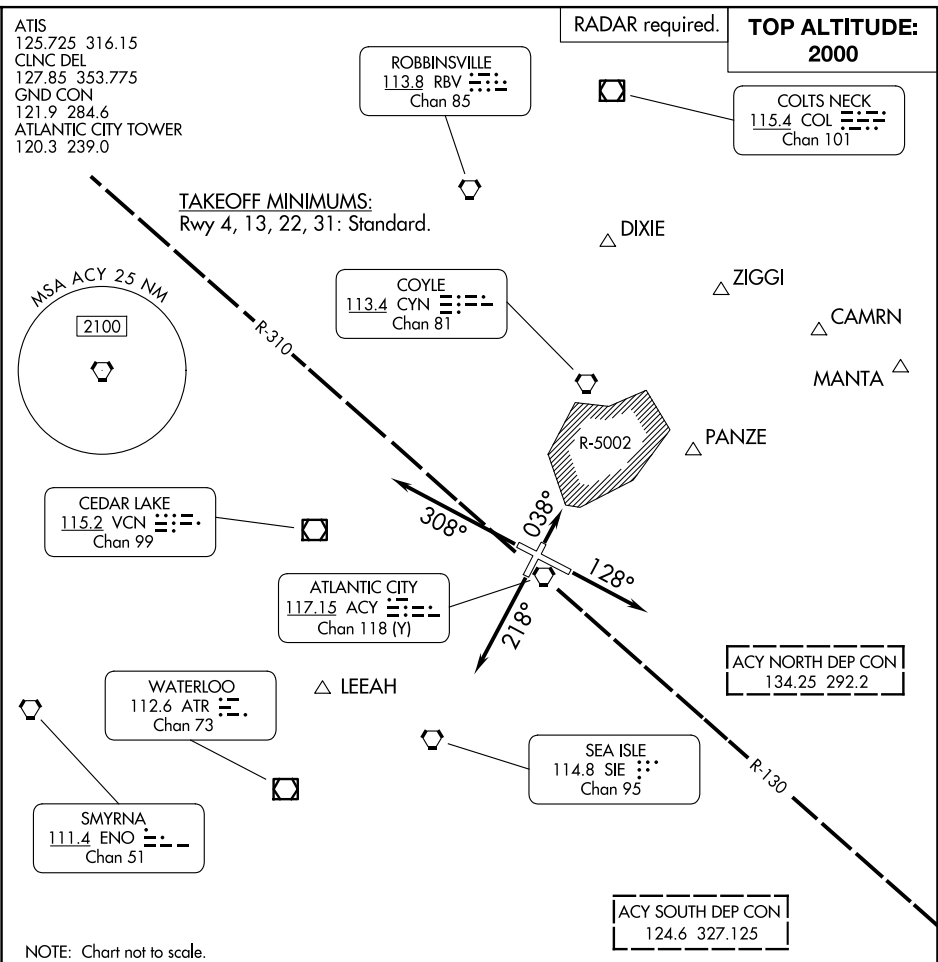 ATIS
125.725 316.15
CLNC DEL
127.85 353.775
GND CON
121.9 284.6
ATLANTIC CITY TOWER
120.3 239.0
RADAR required.
TOP ALTITUDE:
2000
ROBBINSVILLE
113.8 RBV
Chan 85
COLTS NECK
115.4 COL
Chan 101
TAKEOFF MINIMUMS:
Rwy 4, 13, 22, 31: Standard.
DIXIE
ZIGGI
CAMRN
MANTA
PANZE
MSA ACY 25 NM
2100
R-310
COYLE
113.4 CYN
Chan 81
R-5002
CEDAR LAKE
115.2 VCN
Chan 99
308°
038°
128°
218°
ATLANTIC CITY
117.15 ACY
Chan 118 (Y)
ACY NORTH DEP CON
134.25 292.2
WATERLOO
112.6 ATR
Chan 73
LEEAH
SEA ISLE
114.8 SIE
Chan 95
R-130
SMYRNA
111.4 ENO
Chan 51
ACY SOUTH DEP CON
124.6 327.125
NOTE: Chart not to scale.